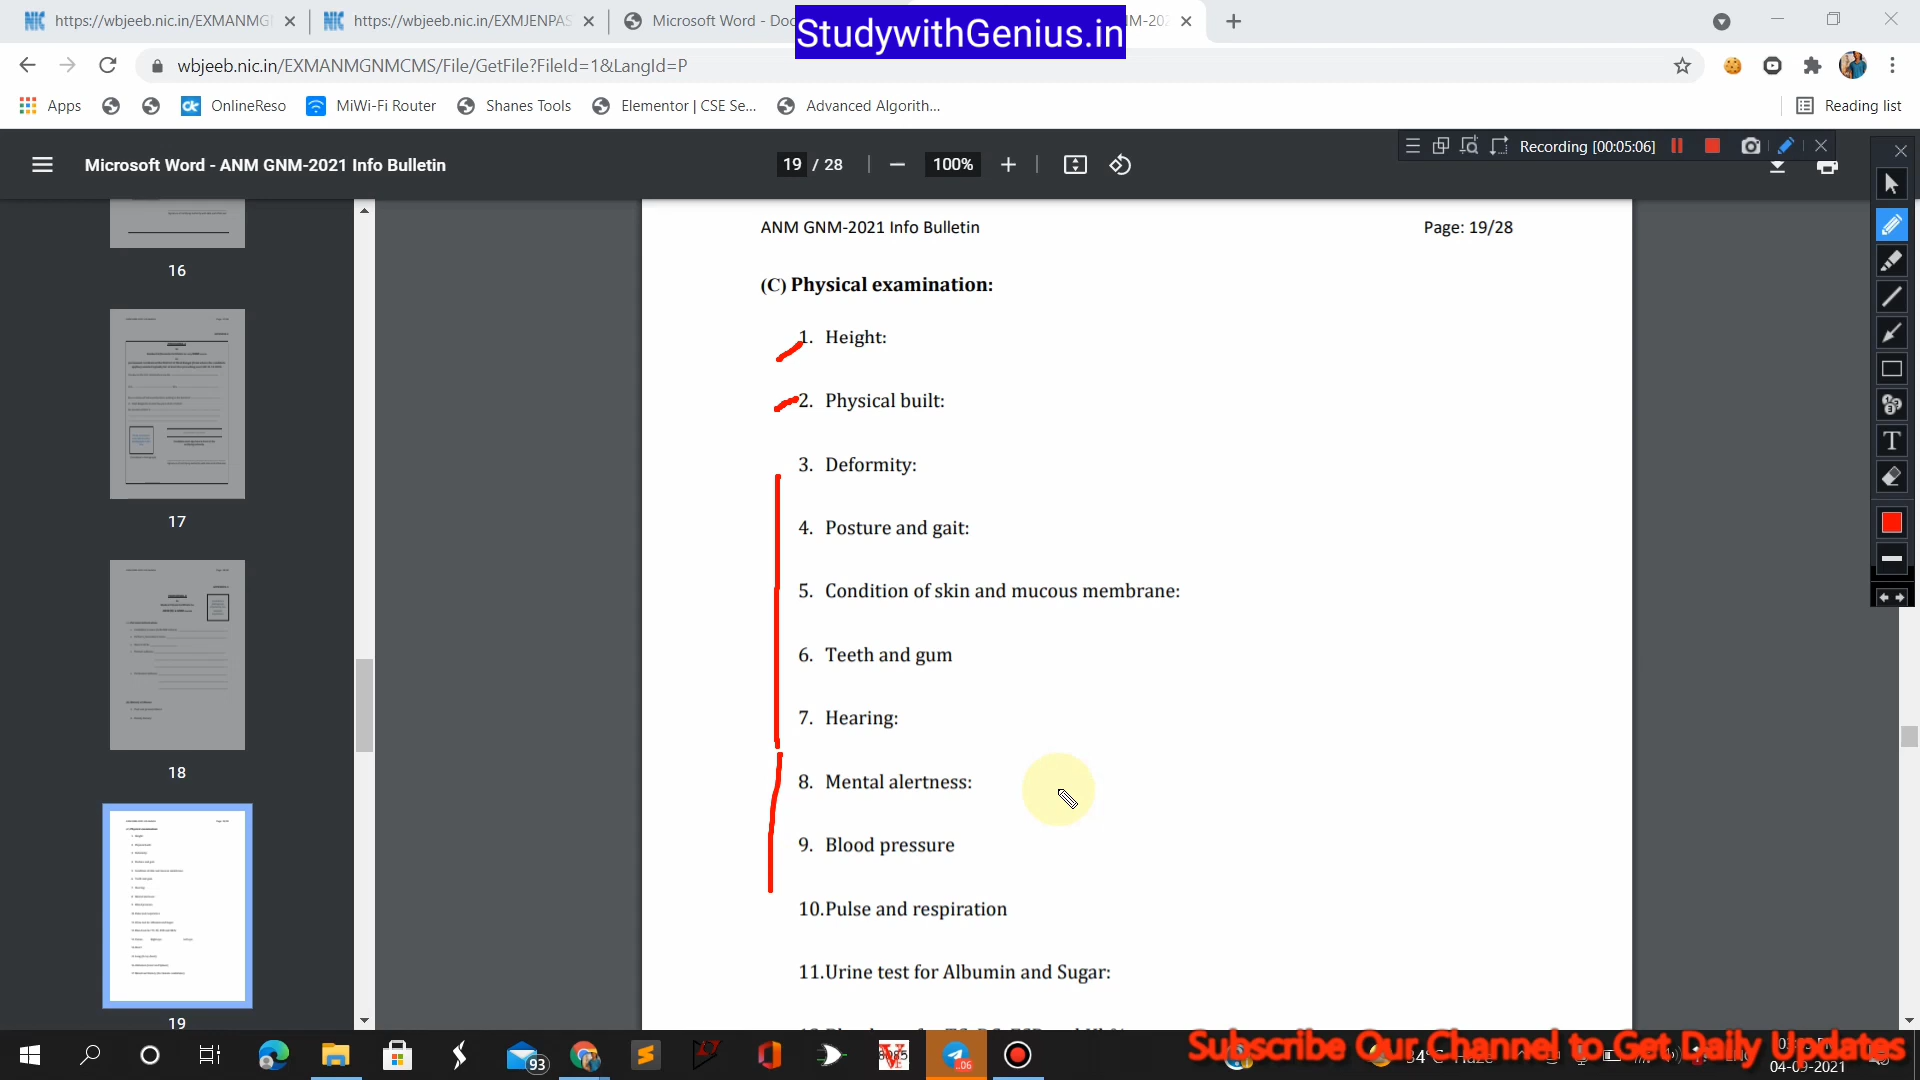 https://wbjeeb.nic.in/EXMANMG
https://wbjeeb.nic.in/EXMJENPAS
Microsoft Word - Doc
StudywithGenius.in
wbjeeb.nic.in/EXMANMGNMCMS/File/GetFile?FileId=1&LangId=P
Apps
OnlineReso
MiWi-Fi Router
Shanes Tools
Elementor | CSE Se...
Advanced Algorith...
Reading list
Microsoft Word - ANM GNM-2021 Info Bulletin
19 / 28
100%
Recording [00:05:06]
ANM GNM-2021 Info Bulletin Page: 19/28
(C) Physical examination:
1. Height:
2. Physical built:
3. Deformity:
4. Posture and gait:
5. Condition of skin and mucous membrane:
6. Teeth and gum
7. Hearing:
8. Mental alertness:
9. Blood pressure
10.Pulse and respiration
11.Urine test for Albumin and Sugar:
16
17
18
19
93
Subscribe Our Channel to Get Daily Updates
04-09-2021